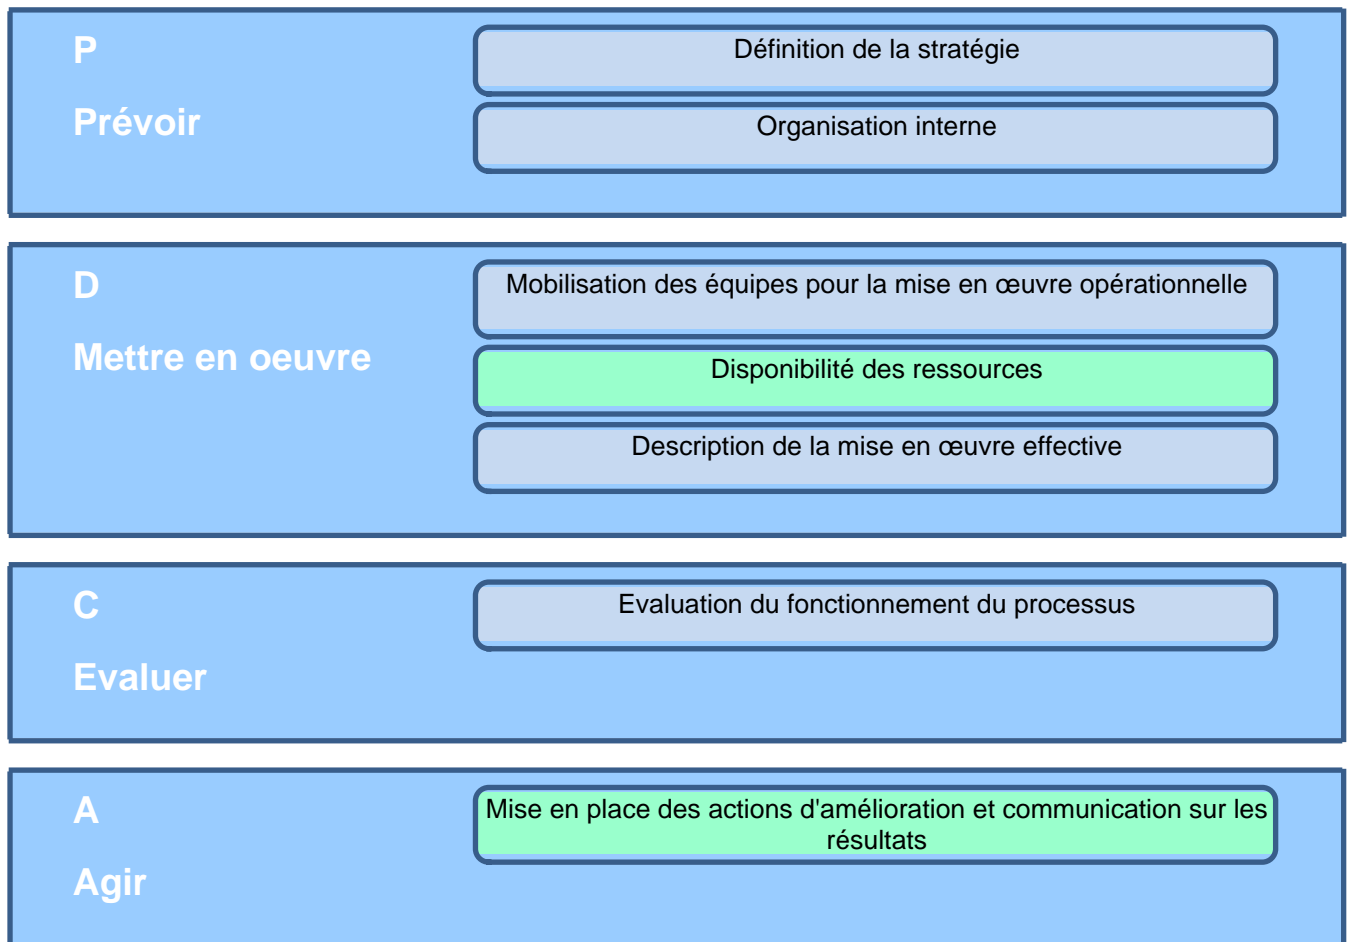 P
Prévoir
Définition de la stratégie
Organisation interne
D
Mettre en oeuvre
Mobilisation des équipes pour la mise en œuvre opérationnelle
Disponibilité des ressources
Description de la mise en œuvre effective
C
Evaluer
Evaluation du fonctionnement du processus
A
Agir
Mise en place des actions d'amélioration et communication sur les
résultats